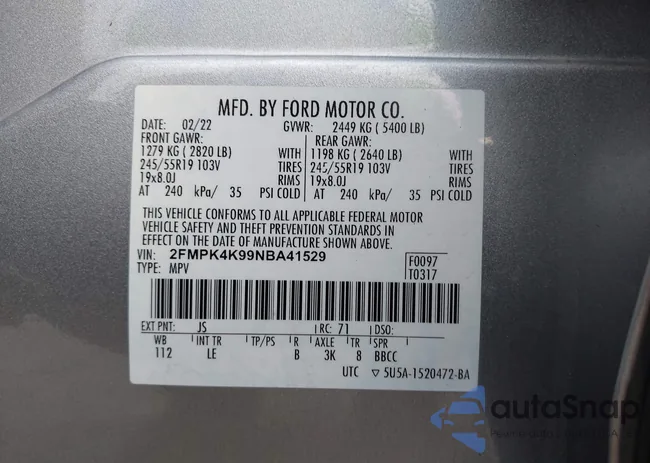 MFD. BY FORD MOTOR CO.
DATE: 02/22 GVWR: 2449 KG ( 5400 LB)
FRONT GAWR: REAR GAWR:
1279 KG ( 2820 LB) WITH 1198 KG ( 2640 LB) WITH
245/55R19 103V TIRES 245/55R19 103V TIRES
19x8.0J RIMS 19x8.0J RIMS
AT 240 kPa/ 35 PSI COLD AT 240 kPa/ 35 PSI COLD
THIS VEHICLE CONFORMS TO ALL APPLICABLE FEDERAL MOTOR
VEHICLE SAFETY AND THEFT PREVENTION STANDARDS IN
EFFECT ON THE DATE OF MANUFACTURE SHOWN ABOVE.
VIN: 2FMPK4K99NBA41529 F0097
TYPE: MPV T0317
EXT PNT: JS RC: 71 DSO:
WB INT TR TP/PS R AXLE TR SPR
112 LE B 3K 8 BBCC
UTC ▽ 5U5A-1520472-BA
autoSnap